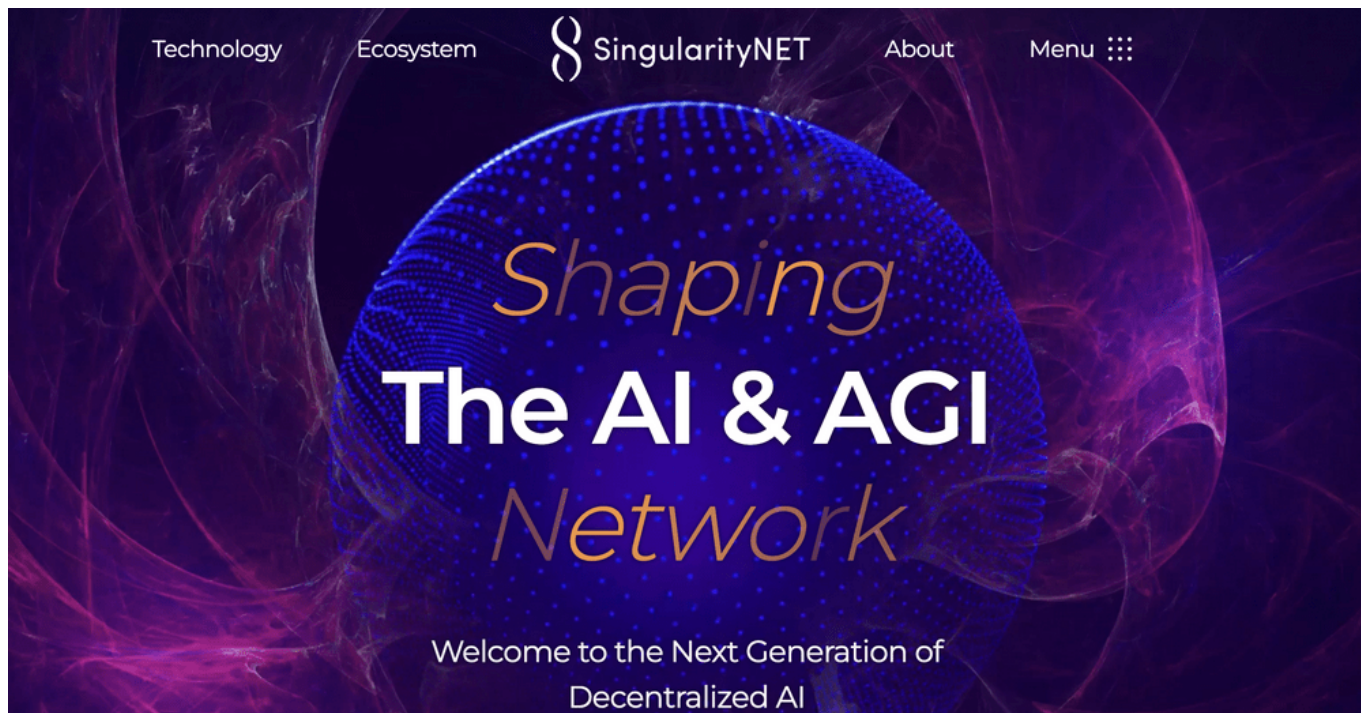 Technology Ecosystem SingularityNET About Menu
Shaping
The AI & AGI
Network
Welcome to the Next Generation of
Decentralized AI